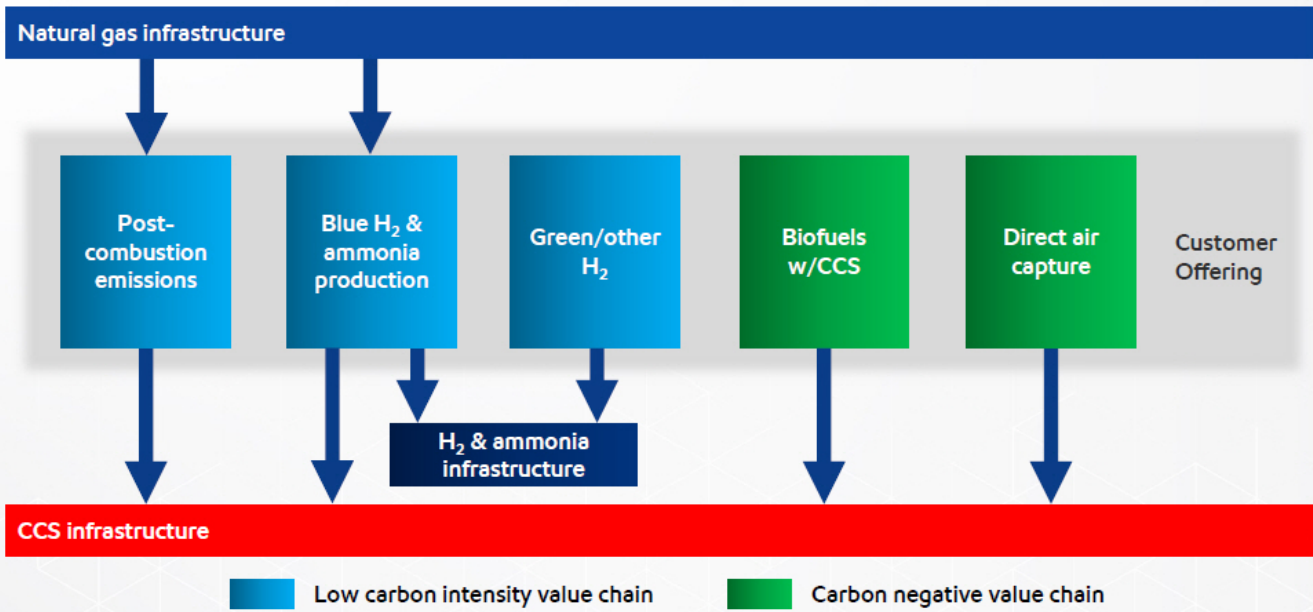 Natural gas infrastructure
Post-
combustion
emissions
Blue H₂ &
ammonia
production
Green/other
H₂
Biofuels
w/CCS
Direct air
capture
Customer
Offering
H₂ & ammonia
infrastructure
CCS infrastructure
Low carbon intensity value chain
Carbon negative value chain